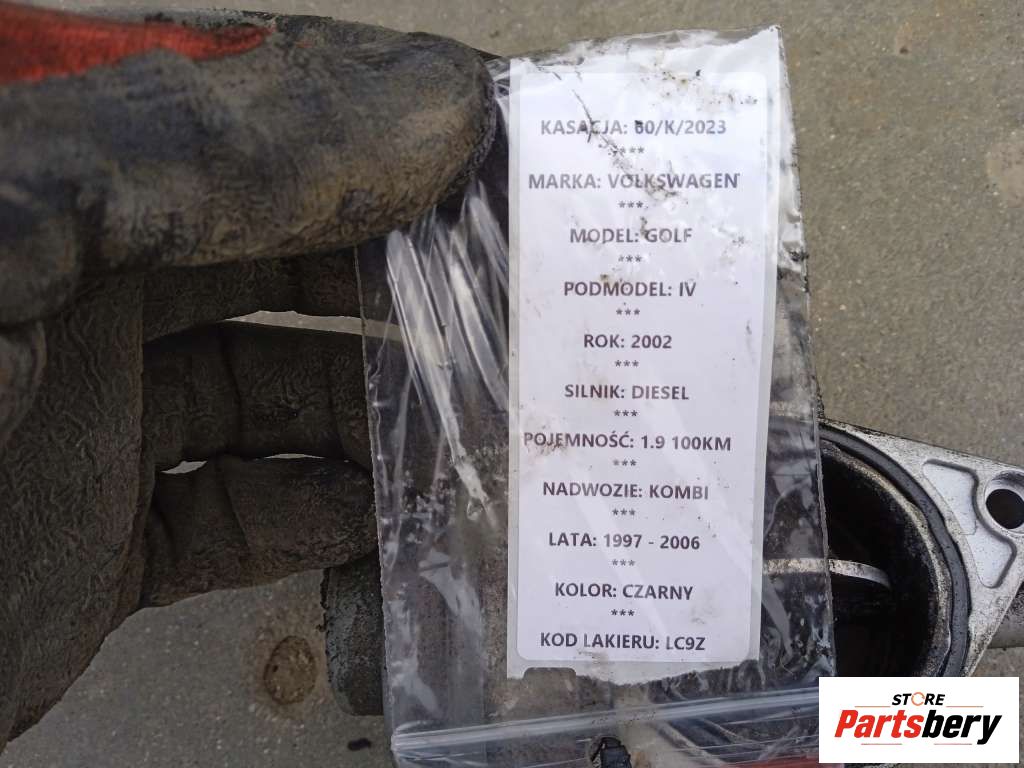 KASACJA: 60/K/2023
***
MARKA: VOLKSWAGEN
***
MODEL: GOLF
***
PODMODEL: IV
***
ROK: 2002
***
SILNIK: DIESEL
***
POJEMNOŚĆ: 1.9 100KM
***
NADWOZIE: KOMBI
***
LATA: 1997 - 2006
***
KOLOR: CZARNY
***
KOD LAKIERU: LC9Z
STORE
Partsbery